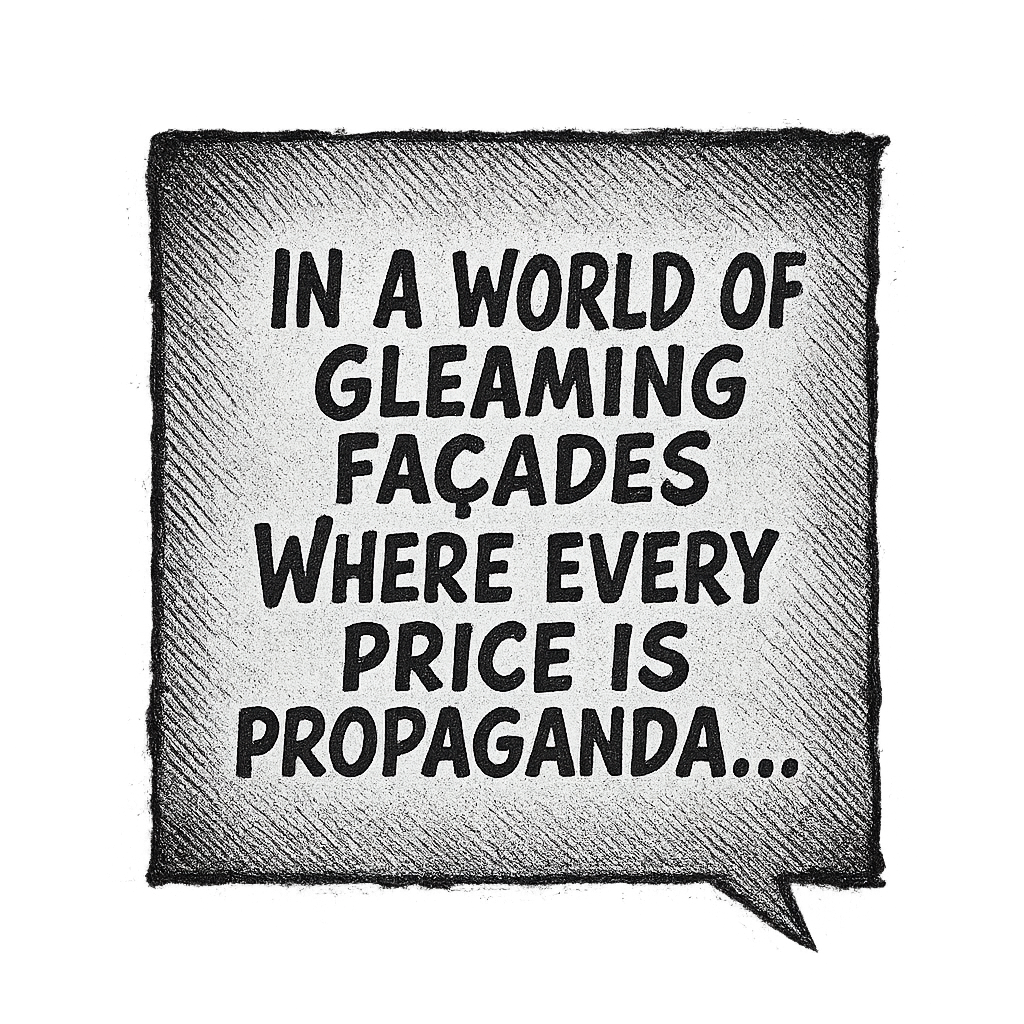 IN A WORLD OF
GLEAMING
FAÇADES
WHERE EVERY
PRICE IS
PROPAGANDA...